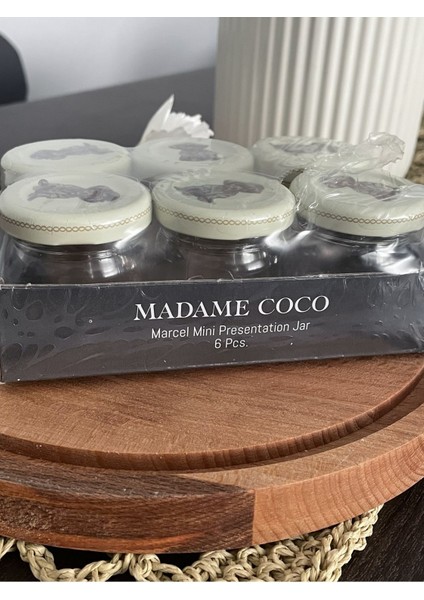 MADAME COCO
Marcel Mini Presentation Jar
6 Pcs.